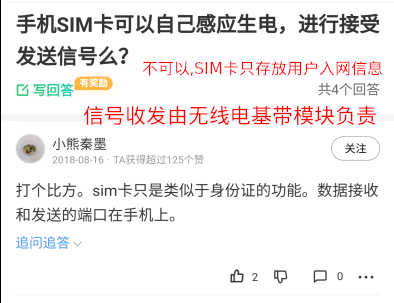 手机SIM卡可以自己感应生电，进行接受
发送信号么？
不可以,SIM卡只存放用户入网信息
写回答
有奖励
共4个回答
信号收发由无线电基带模块负责
小熊秦墨
2018-08-16 · TA获得超过125个赞
关注
打个比方。sim卡只是类似于身份证的功能。数据接收
和发送的端口在手机上。
追问追答
2
0